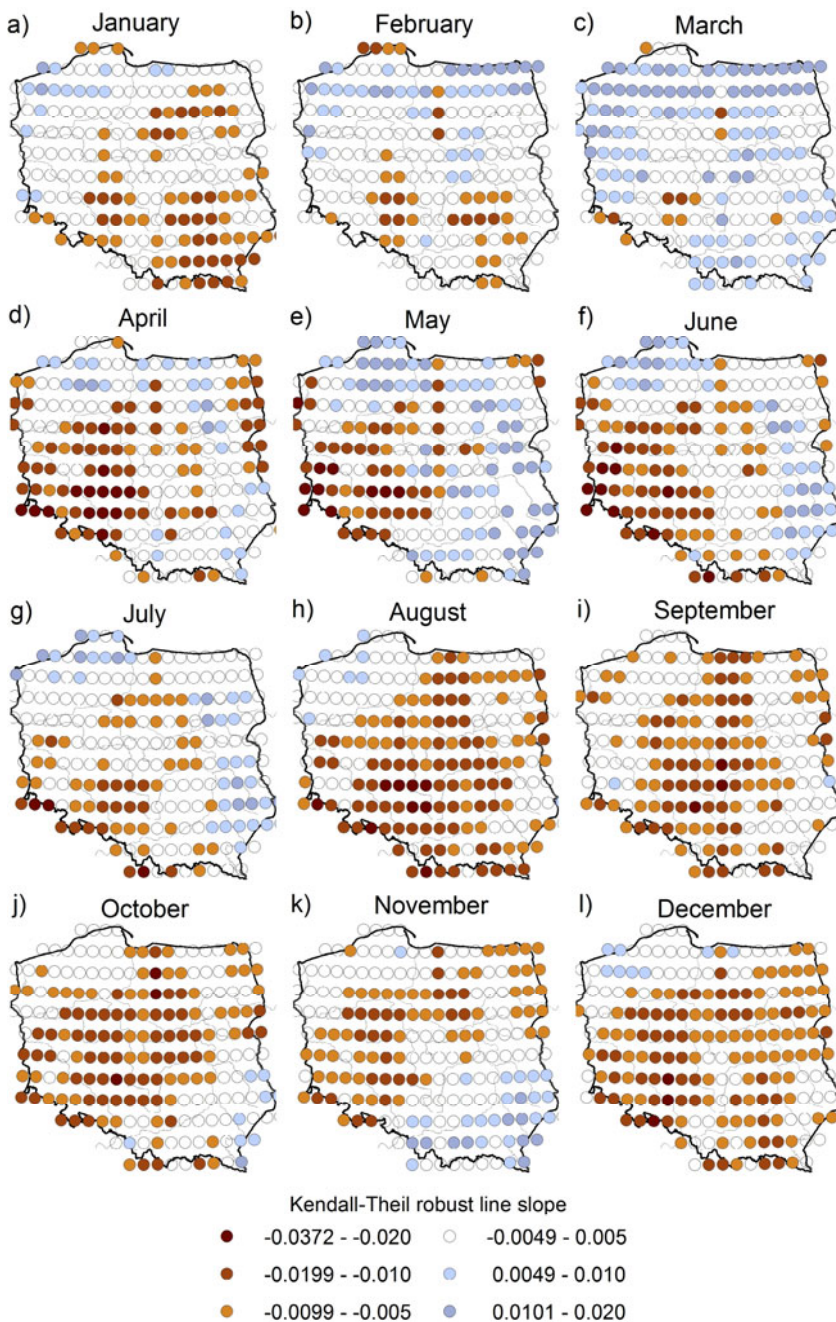 a) January b) February c) March
d) April e) May f) June
g) July h) August i) September
j) October k) November l) December
Kendall-Theil robust line slope
-0.0372 - -0.020 -0.0049 - 0.005
-0.0199 - -0.010 0.0049 - 0.010
-0.0099 - -0.005 0.0101 - 0.020